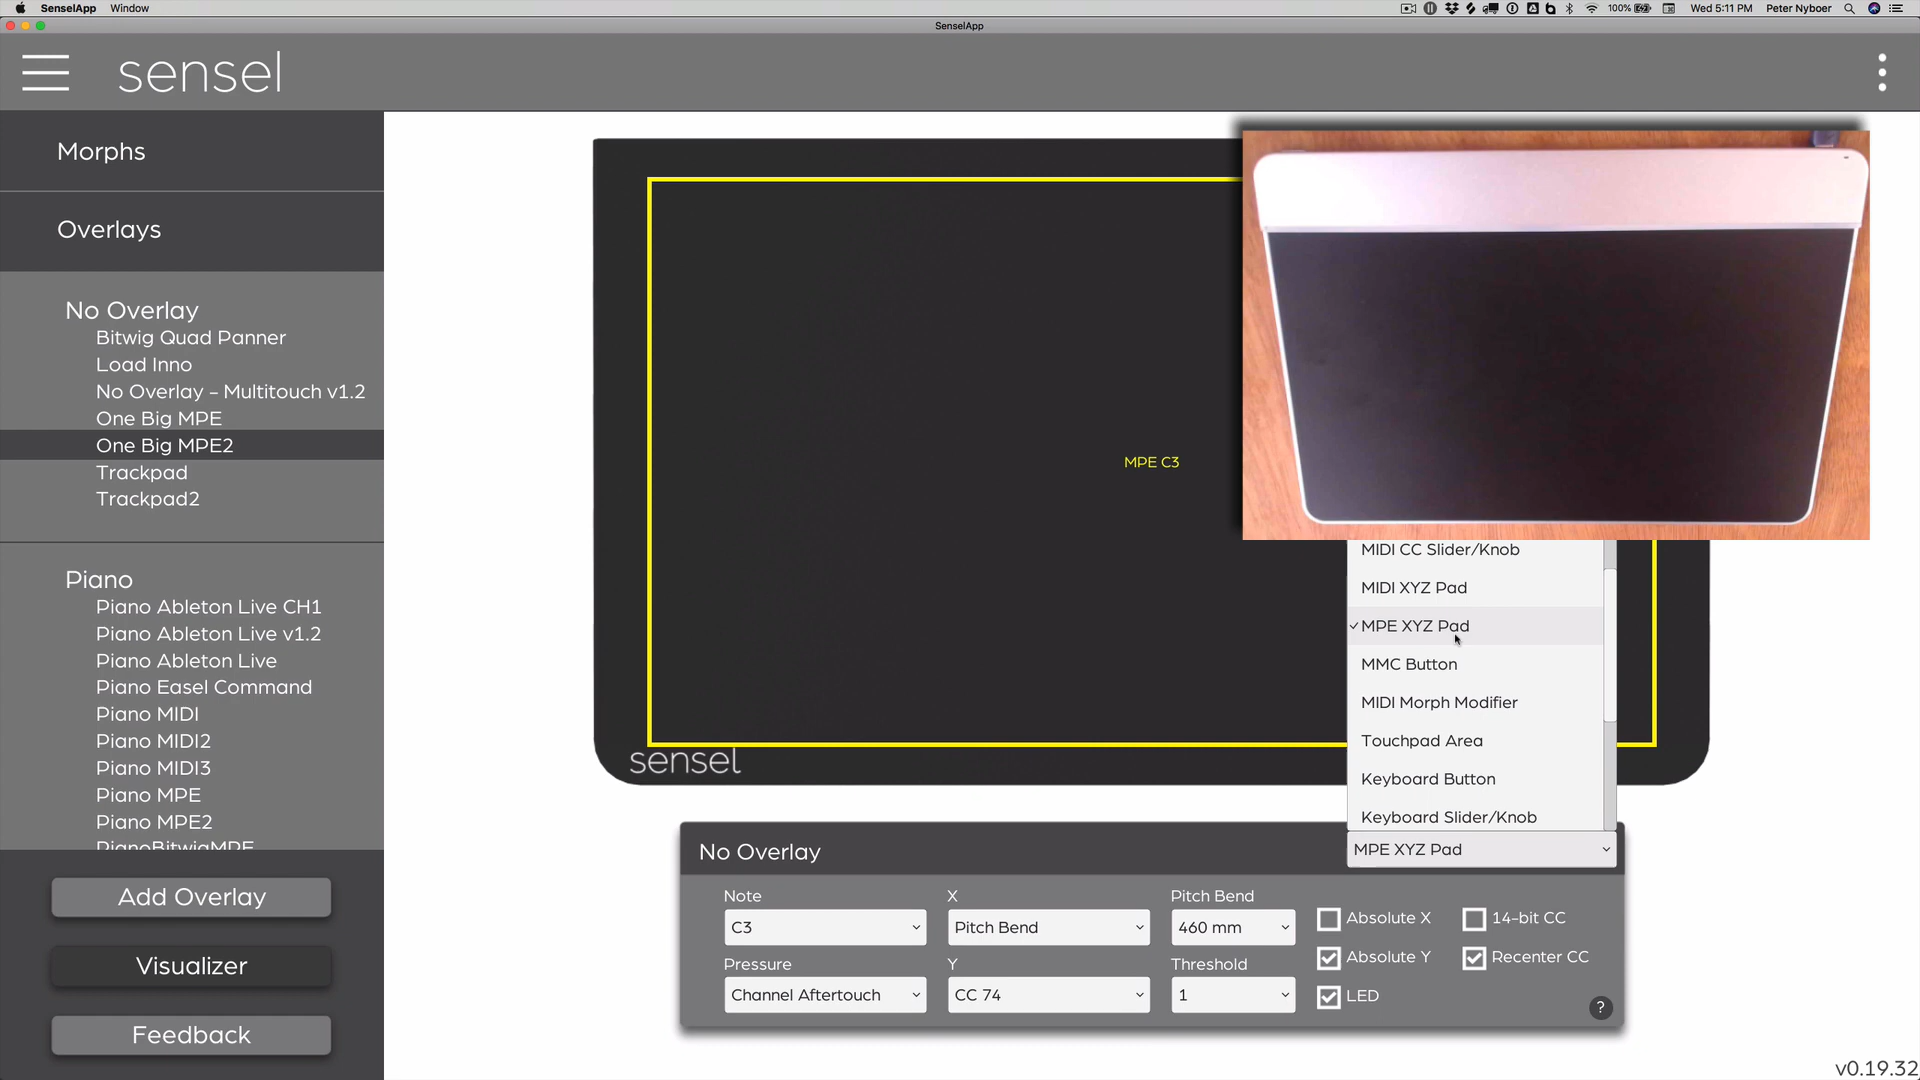 SenselApp Window
100% Wed 5:11 PM Peter Nyboer
SenselApp
sensel
Morphs
Overlays
No Overlay
Bitwig Quad Panner
Load Inno
No Overlay - Multitouch v1.2
One Big MPE
One Big MPE2
Trackpad
Trackpad2
Piano
Piano Ableton Live CH1
Piano Ableton Live v1.2
Piano Ableton Live
Piano Easel Command
Piano MIDI
Piano MIDI2
Piano MIDI3
Piano MPE
Piano MPE2
PianoBitwigMPE
Add Overlay
Visualizer
Feedback
MPE C3
sensel
MIDI CC Slider/Knob
MIDI XYZ Pad
MPE XYZ Pad
MMC Button
MIDI Morph Modifier
Touchpad Area
Keyboard Button
Keyboard Slider/Knob
MPE XYZ Pad
No Overlay
Note X Pitch Bend
C3 Pitch Bend 460 mm
Absolute X 14-bit CC
Pressure Y Threshold
Absolute Y Recenter CC
Channel Aftertouch CC 74 1
LED
?
v0.19.32